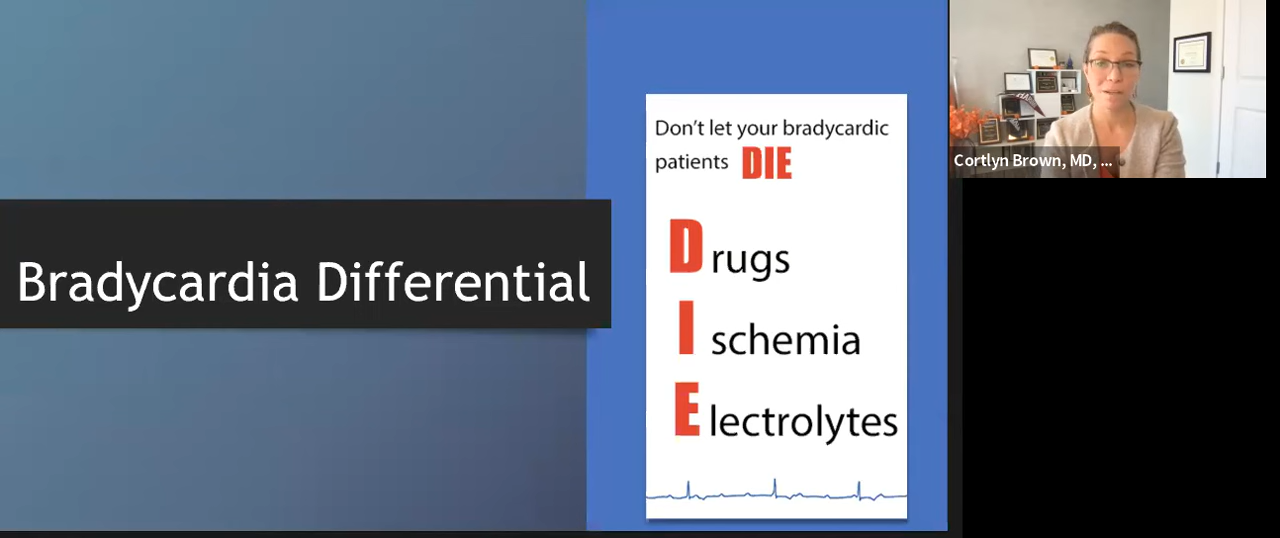 Bradycardia Differential
Don't let your bradycardic
patients DIE
Drugs
Ischemia
Electrolytes
Cortlyn Brown, MD, ...